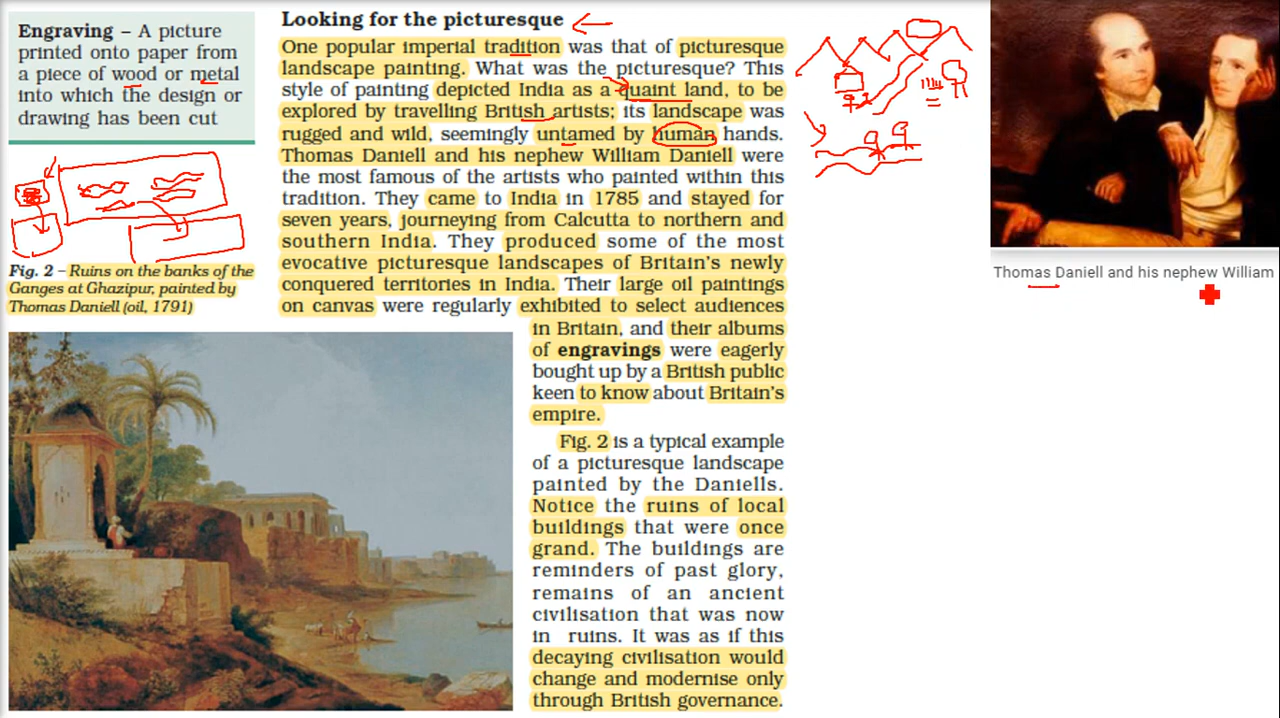 Engraving – A picture
printed onto paper from
a piece of wood or metal
into which the design or
drawing has been cut
Fig. 2 – Ruins on the banks of the
Ganges at Ghazipur, painted by
Thomas Daniell (oil, 1791)
Looking for the picturesque
One popular imperial tradition was that of picturesque
landscape painting. What was the picturesque? This
style of painting depicted India as a quaint land, to be
explored by travelling British artists; its landscape was
rugged and wild, seemingly untamed by human hands.
Thomas Daniell and his nephew William Daniell were
the most famous of the artists who painted within this
tradition. They came to India in 1785 and stayed for
seven years, journeying from Calcutta to northern and
southern India. They produced some of the most
evocative picturesque landscapes of Britain's newly
conquered territories in India. Their large oil paintings
on canvas were regularly exhibited to select audiences
in Britain, and their albums
of engravings were eagerly
bought up by a British public
keen to know about Britain's
empire.
Fig. 2 is a typical example
of a picturesque landscape
painted by the Daniells.
Notice the ruins of local
buildings that were once
grand. The buildings are
reminders of past glory,
remains of an ancient
civilisation that was now
in ruins. It was as if this
decaying civilisation would
change and modernise only
through British governance.
Thomas Daniell and his nephew William